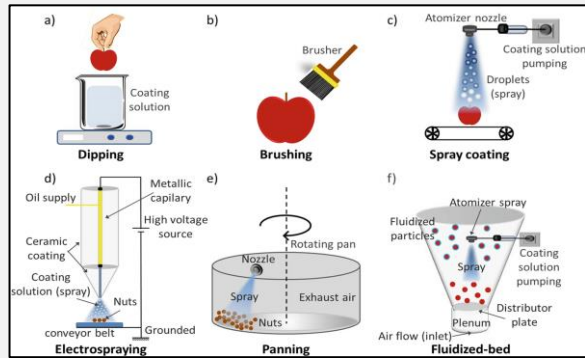 a)
Coating
solution
Dipping
b)
Brusher
Brushing
c)
Atomizer nozzle
Coating solution
pumping
Droplets
(spray)
Spray coating
d)
Oil supply
Metallic
capilary
High voltage
source
Ceramic
coating
Coating
solution (spray)
Nuts
conveyor belt
Grounded
Electrospraying
e)
Rotating pan
Nozzle
Spray
Exhaust air
Nuts
Panning
f)
Atomizer spray
Fluidized
particles
Coating
solution
pumping
Spray
Distributor
plate
Plenum
Air flow (inlet)
Fluidized-bed